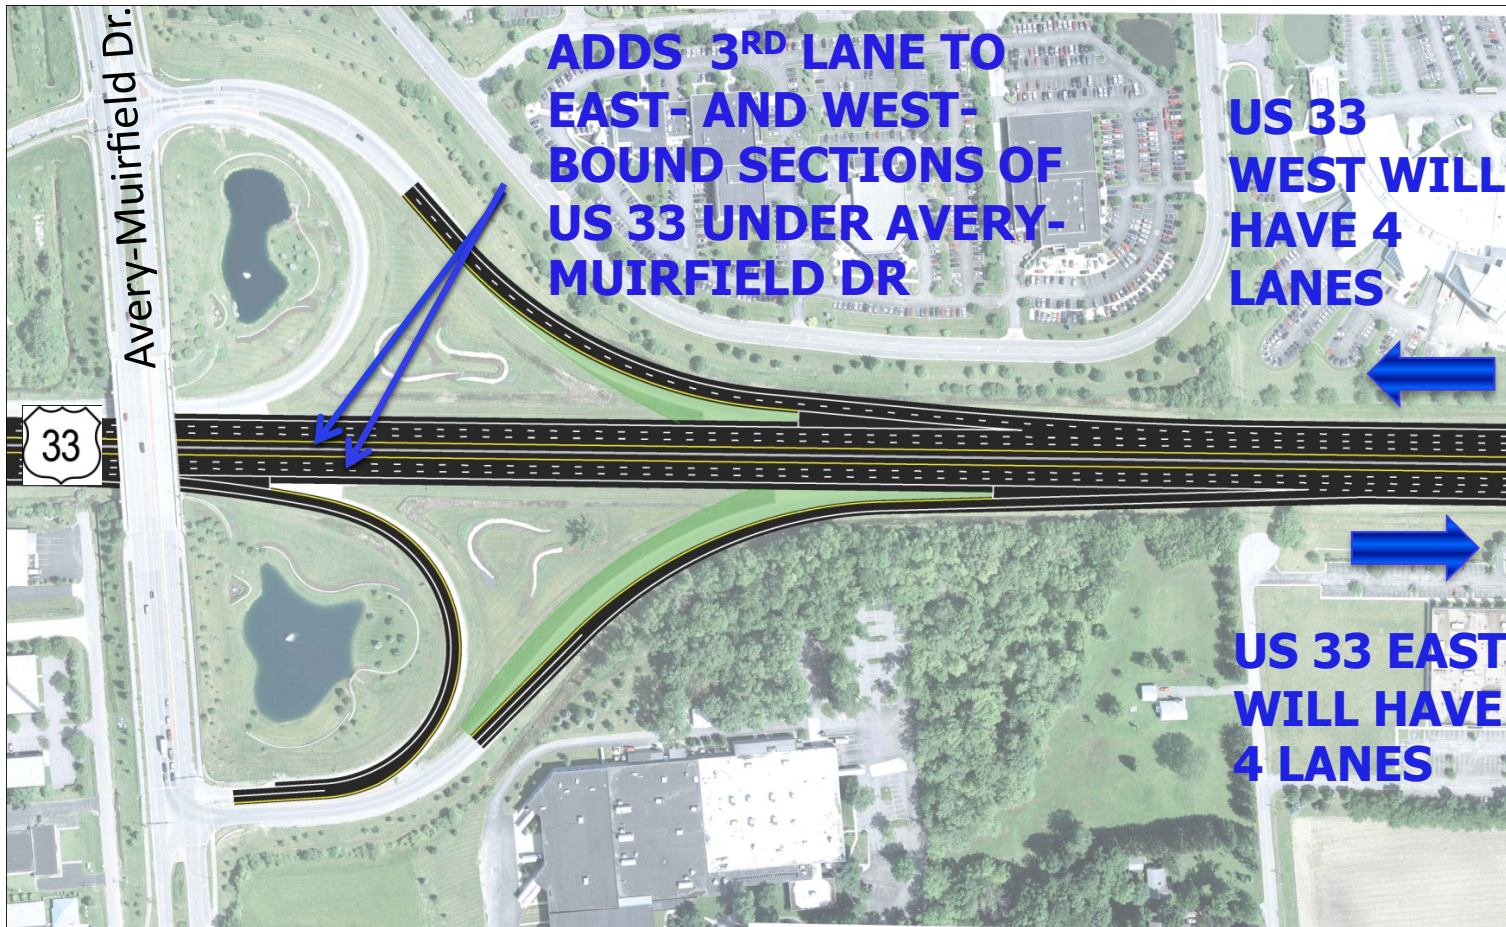 Avery-Muirfield Dr.
ADDS 3RD LANE TO
EAST- AND WEST-
BOUND SECTIONS OF
US 33 UNDER AVERY-
MUIRFIELD DR
US 33
WEST WILL
HAVE 4
LANES
33
US 33 EAST
WILL HAVE
4 LANES